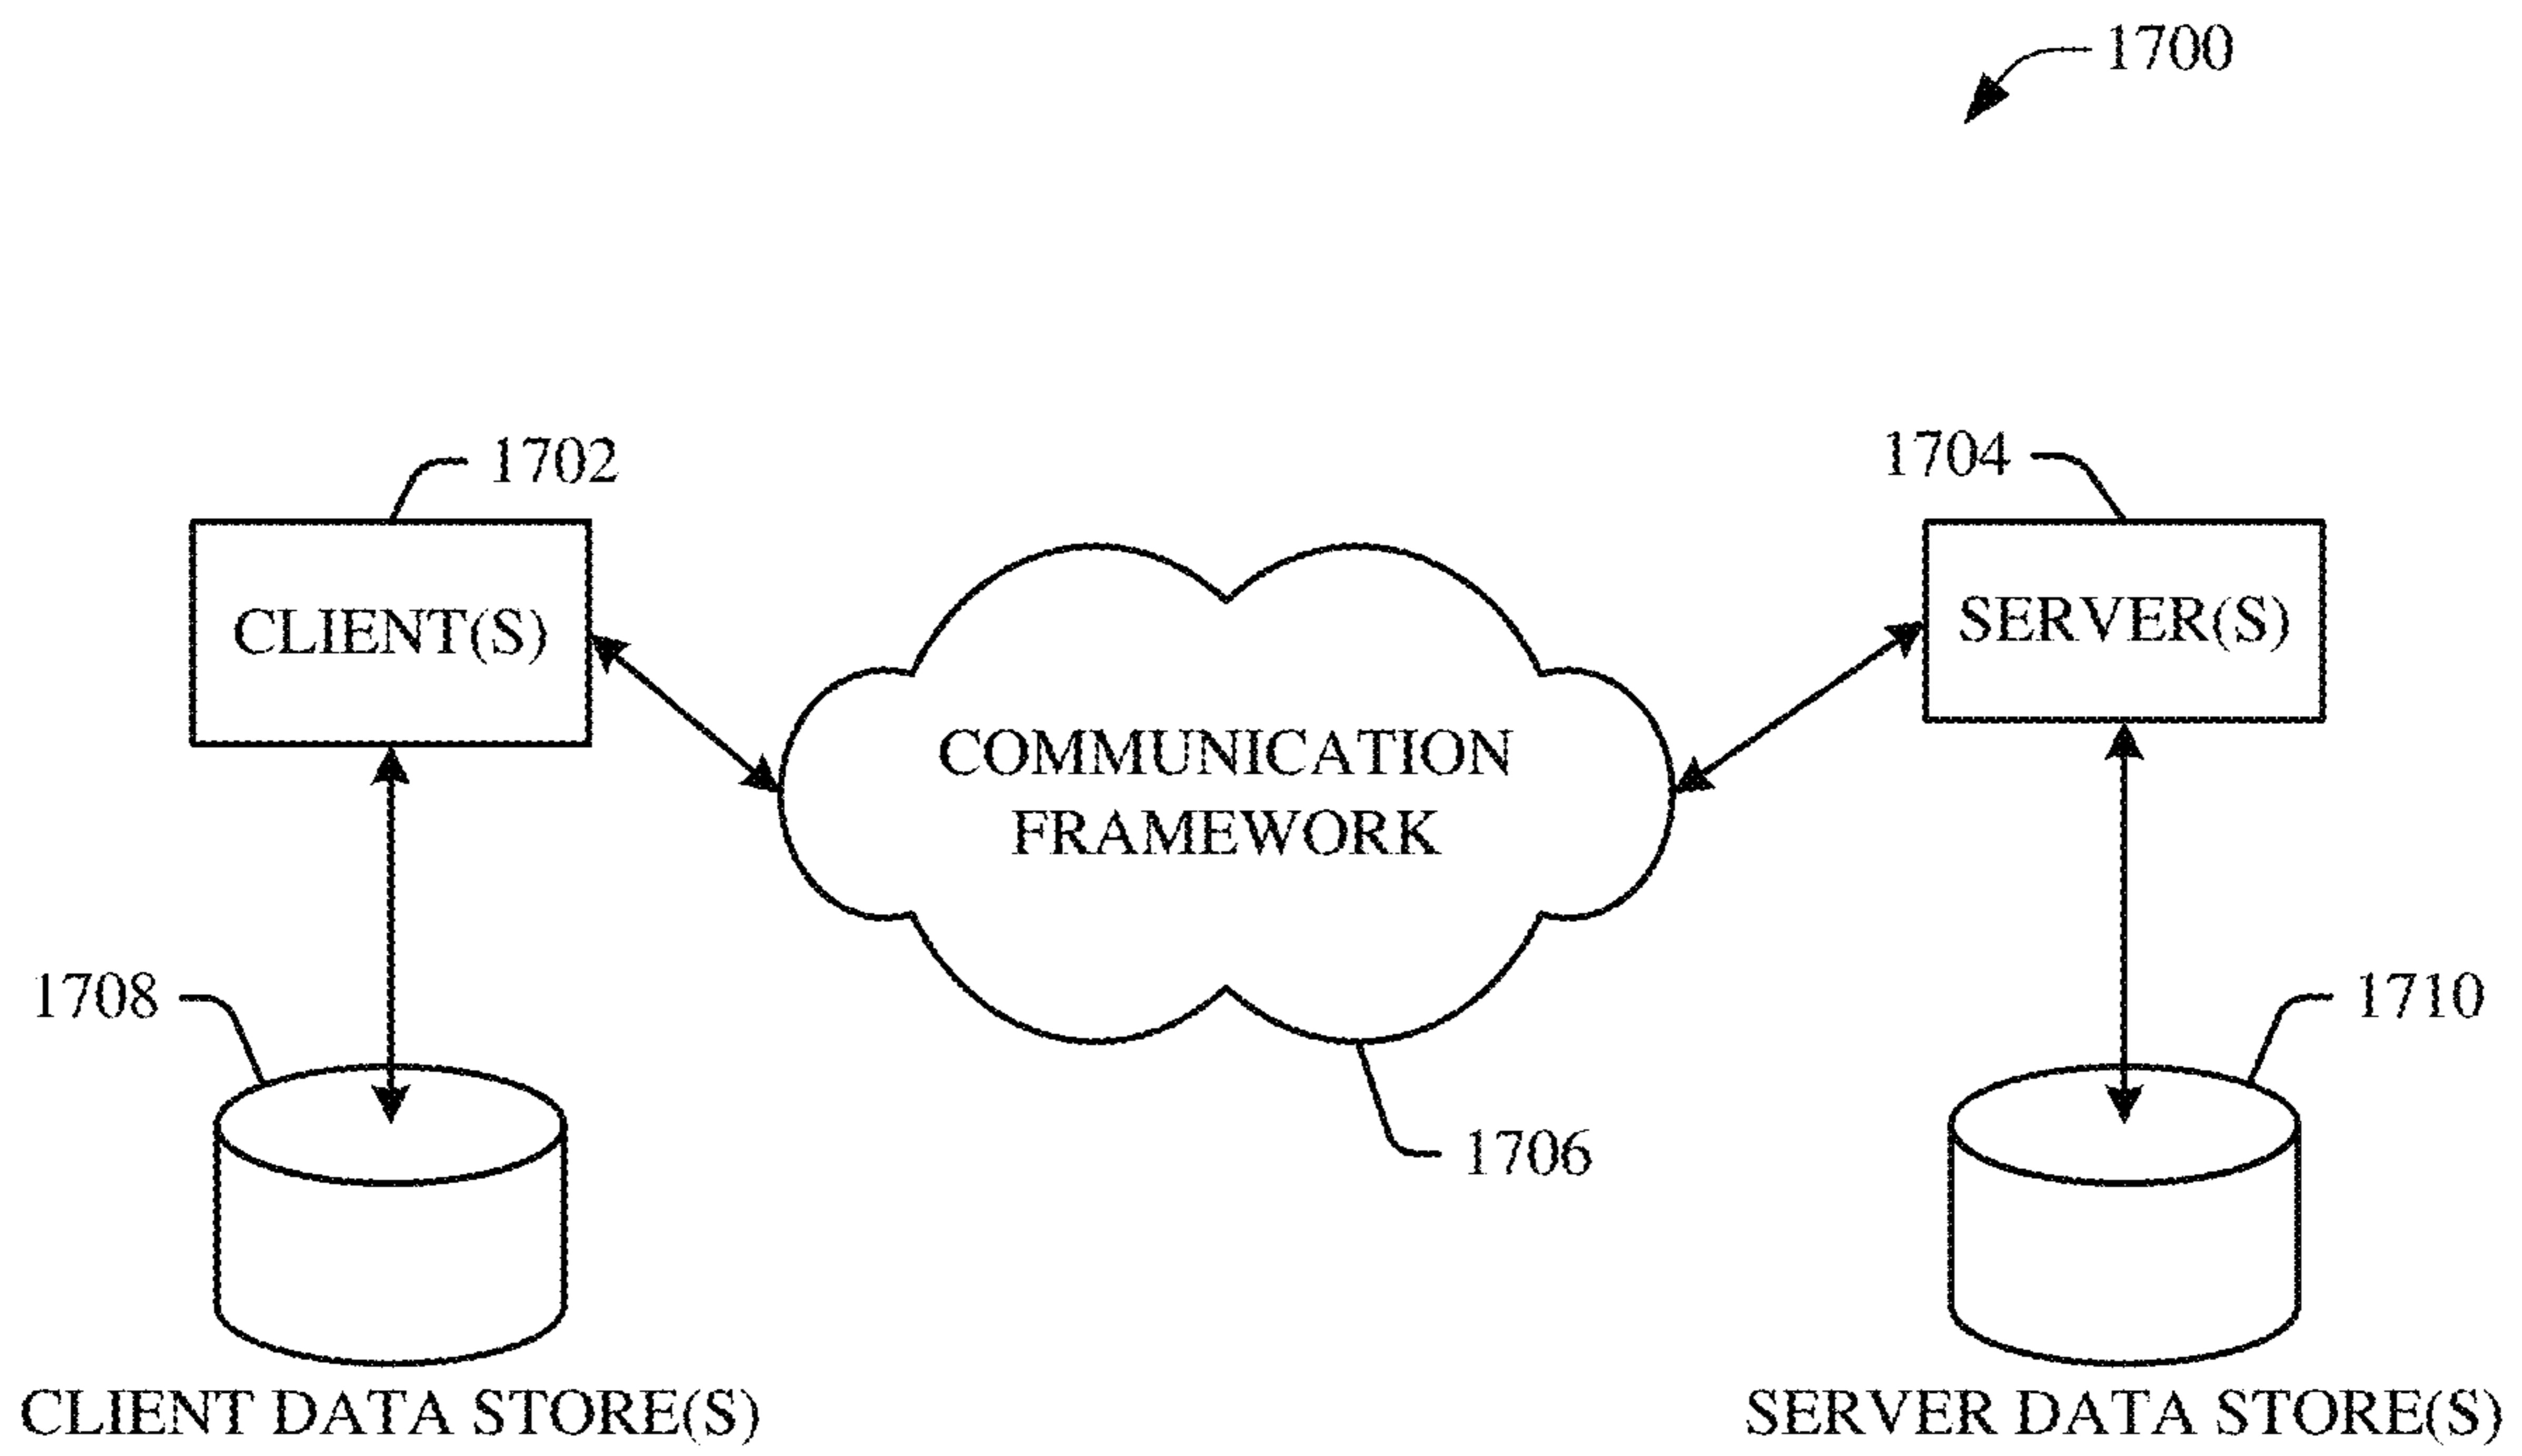 1700
1702
1704
CLIENT(S)
SERVER(S)
COMMUNICATION
FRAMEWORK
1708
1710
1706
CLIENT DATA STORE(S)
SERVER DATA STORE(S)